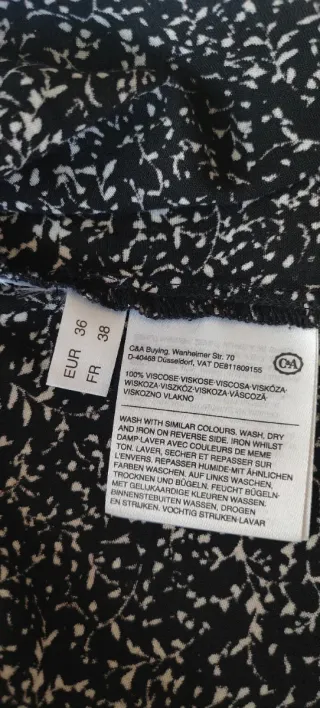 EUR 36
FR 38
C&A Buying, Wanheimer Str. 70
D-40468 Düsseldorf, VAT DE811609155
C&A
100% VISCOSE-VISKOSE-VISCOSA-VISKÓZA-
WISKOZA-VISZKÓZ-VISKOZA-VÂSCOZĂ
VISKOZNO VLAKNO
WASH WITH SIMILAR COLOURS. WASH, DRY
AND IRON ON REVERSE SIDE. IRON WHILST
DAMP-LAVER AVEC COULEURS DE MEME
TON. LAVER, SECHER ET REPASSER SUR
L'ENVERS. REPASSER HUMIDE-MIT ÄHNLICHEN
FARBEN WASCHEN, AUF LINKS WASCHEN,
TROCKNEN UND BÜGELN. FEUCHT BÜGELN-
MET GELIJKAARDIGE KLEUREN WASSEN.
BINNENSTEBUITEN WASSEN, DROGEN
EN STRIJKEN. VOCHTIG STRIJKEN-LAVAR